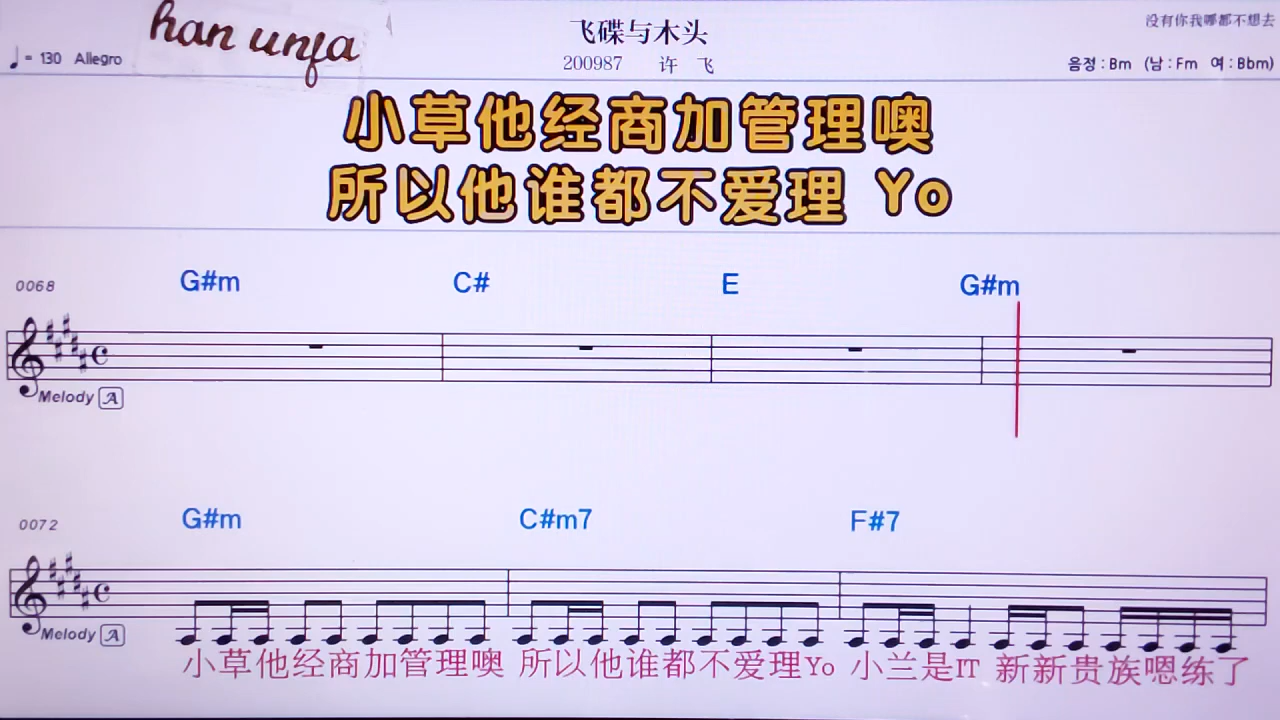 han unfa
飞碟与木头
没有你我哪都不想去
♩= 130 Allegro
200987 许 飞
음정 : Bm (남 : Fm 여 : Bbm)
小草他经商加管理噢
所以他谁都不爱理 Yo
0068
G#m C# E G#m
Melody A
0072
G#m C#m7 F#7
Melody A
小草他经商加管理噢 所以他谁都不爱理Yo 小兰是IT 新新贵族嗯练了